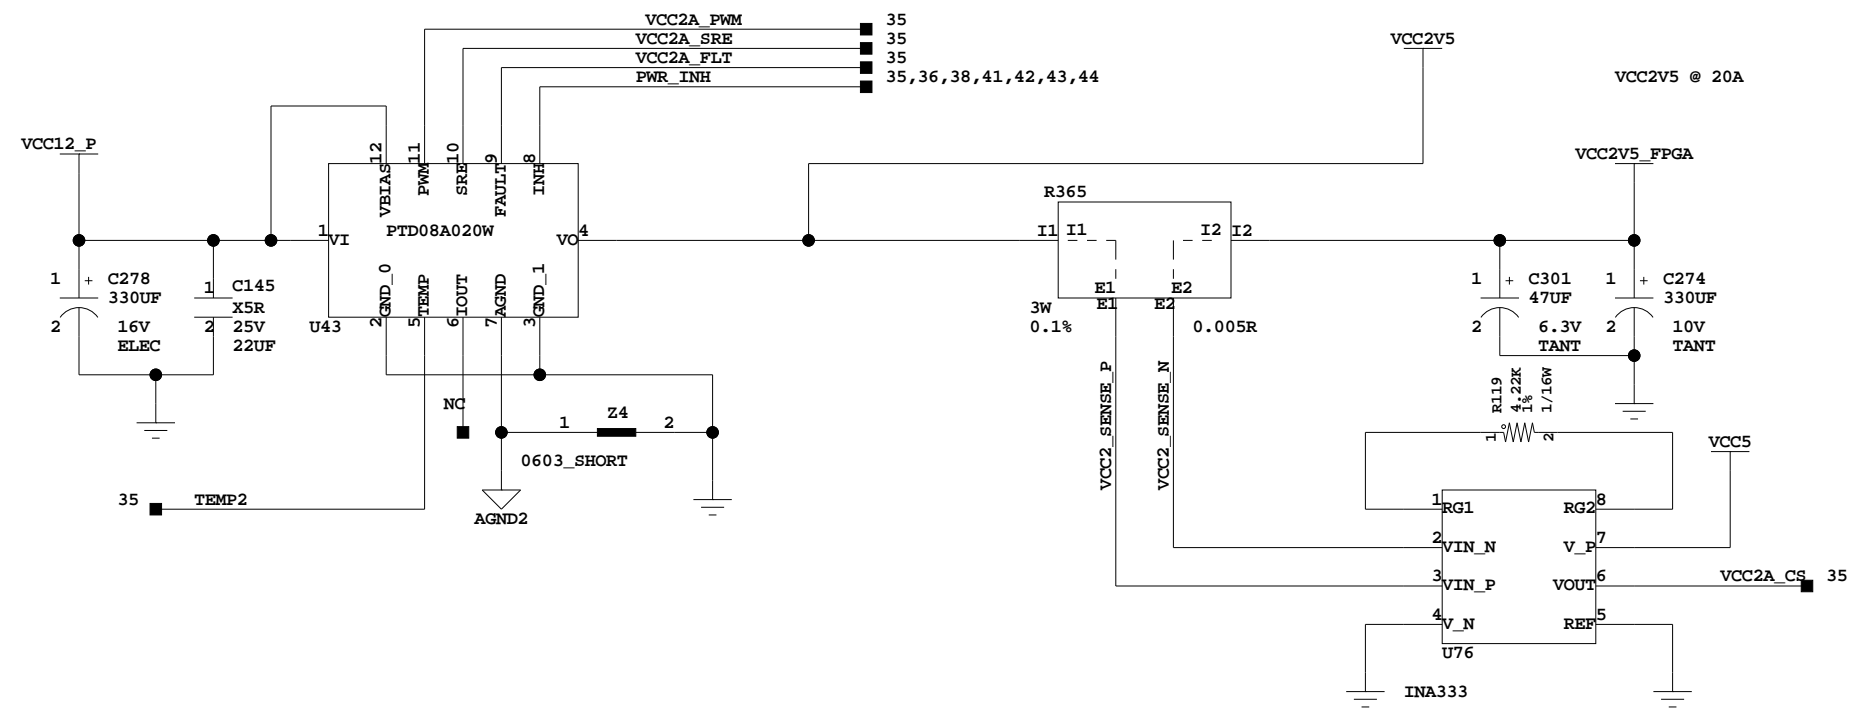 VCC2A_PWM 35
VCC2A_SRE 35
VCC2A_FLT 35
PWR_INH 35,36,38,41,42,43,44
VCC2V5
VCC2V5 @ 20A
VCC12_P
VCC2V5_FPGA
12 11 10 9 8
VBIAS PWM SRE FAULT INH
PTD08A020W
1 VI
VO 4
GND_0 TEMP IOUT AGND GND_1
2 5 6 7 3
U43
R365
I1 I1 I2 I2
E1 E2
E1 E2
3W
0.1%
0.005R
1 + C278
330UF
2 16V
ELEC
1 C145
X5R
2 25V
22UF
1 + C301
47UF
2 6.3V
TANT
1 + C274
330UF
2 10V
TANT
NC
1 Z4 2
0603_SHORT
AGND2
35 TEMP2
VCC2_SENSE_P
VCC2_SENSE_N
R119
4.22K
1%
1/16W
1 2
VCC5
1 RG1 RG2 8
2 VIN_N V_P 7
3 VIN_P VOUT 6
VCC2A_CS 35
4 V_N REF 5
U76
INA333